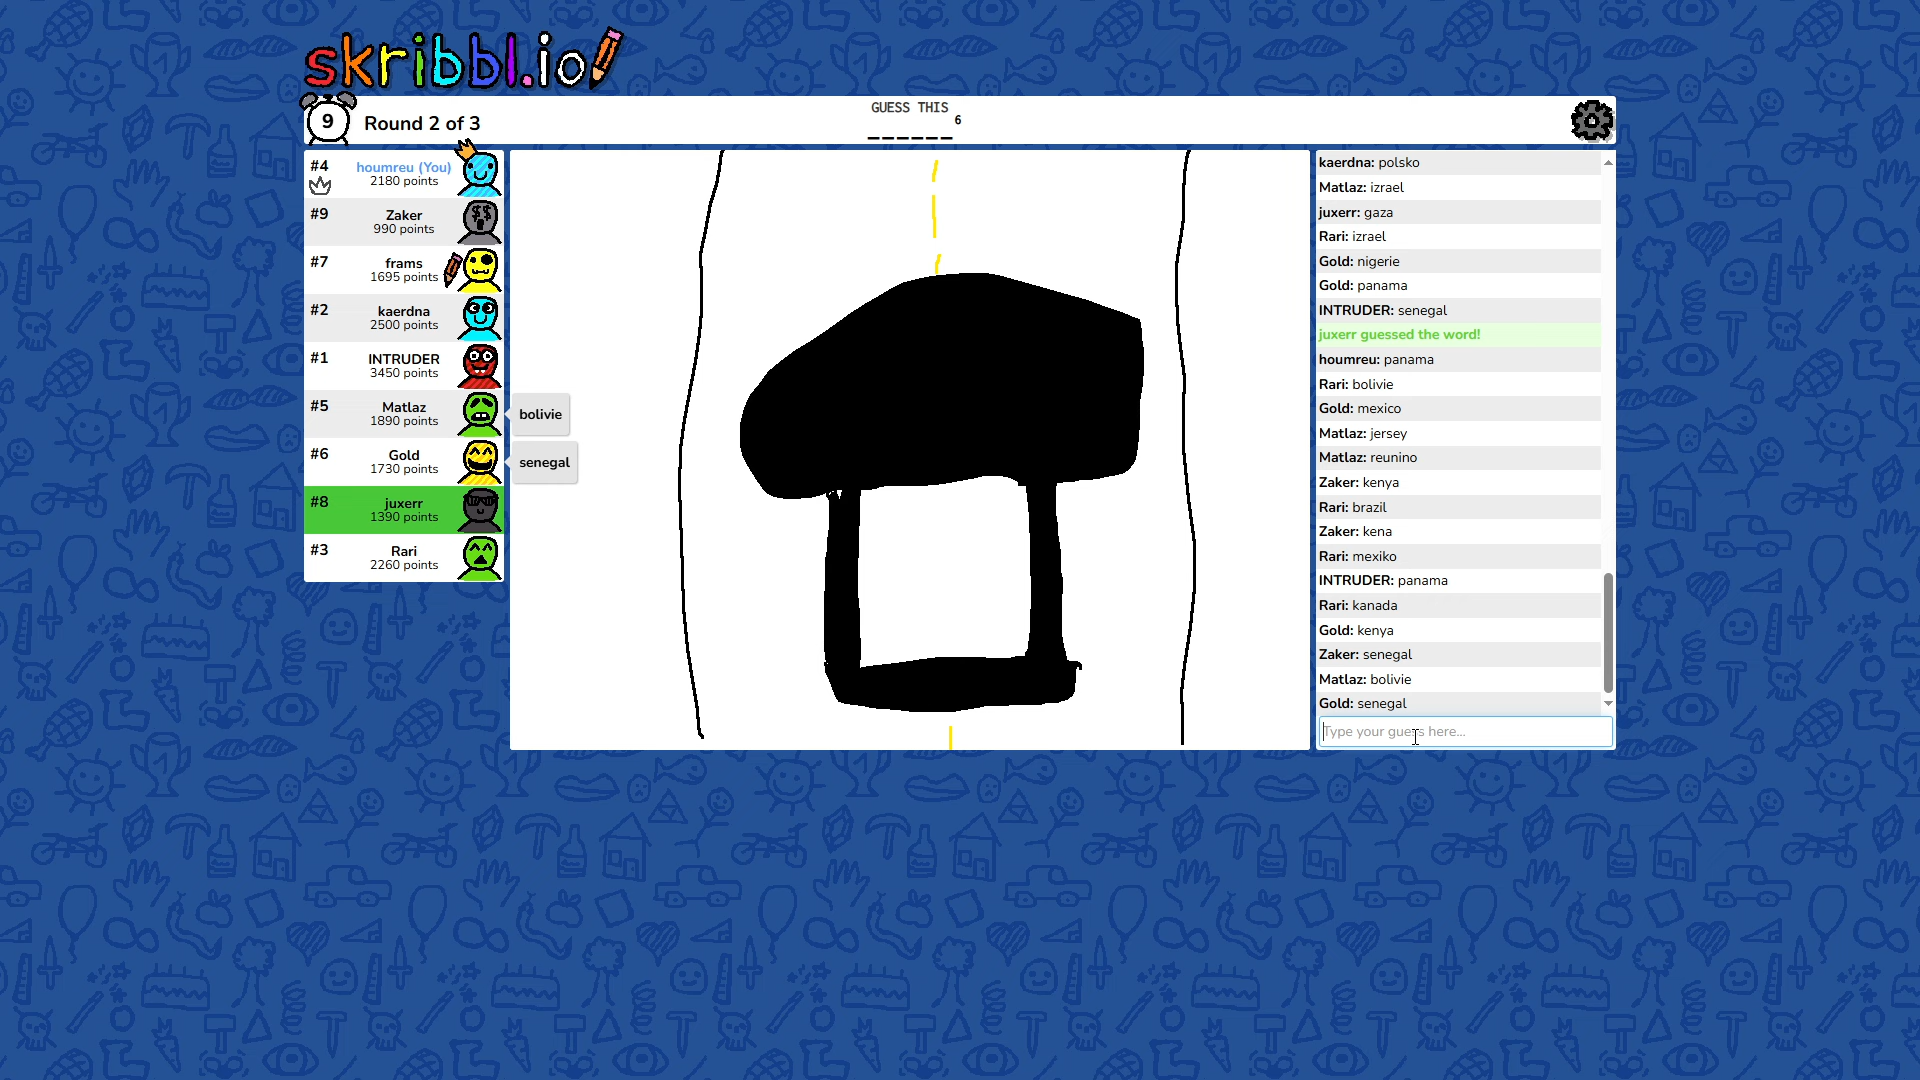 skribbl.io
9
Round 2 of 3
GUESS THIS
______ 6
#4 houmreu (You)
2180 points
#9 Zaker
990 points
#7 frams
1695 points
#2 kaerdna
2500 points
#1 INTRUDER
3450 points
#5 Matlaz
1890 points
bolivie
#6 Gold
1730 points
senegal
#8 juxerr
1390 points
#3 Rari
2260 points
kaerdna: polsko
Matlaz: izrael
juxerr: gaza
Rari: izrael
Gold: nigerie
Gold: panama
INTRUDER: senegal
juxerr guessed the word!
houmreu: panama
Rari: bolivie
Gold: mexico
Matlaz: jersey
Matlaz: reunino
Zaker: kenya
Rari: brazil
Zaker: kena
Rari: mexiko
INTRUDER: panama
Rari: kanada
Gold: kenya
Zaker: senegal
Matlaz: bolivie
Gold: senegal
Type your guess here...